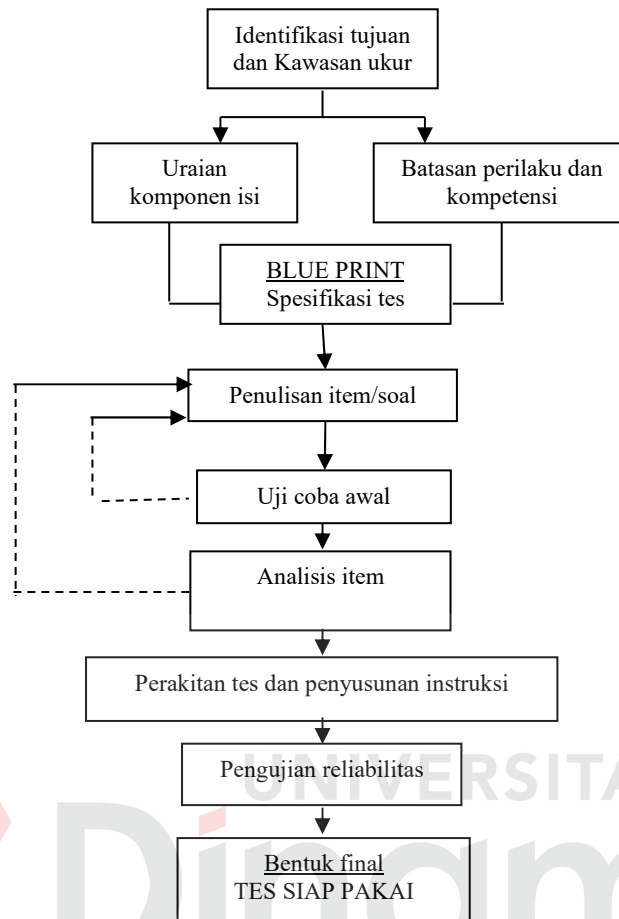 Identifikasi tujuan
dan Kawasan ukur
Uraian
komponen isi
Batasan perilaku dan
kompetensi
BLUE PRINT
Spesifikasi tes
Penulisan item/soal
Uji coba awal
Analisis item
Perakitan tes dan penyusunan instruksi
Pengujian reliabilitas
UNIVERSITA
Bentuk final
TES SIAP PAKAI
Dinam